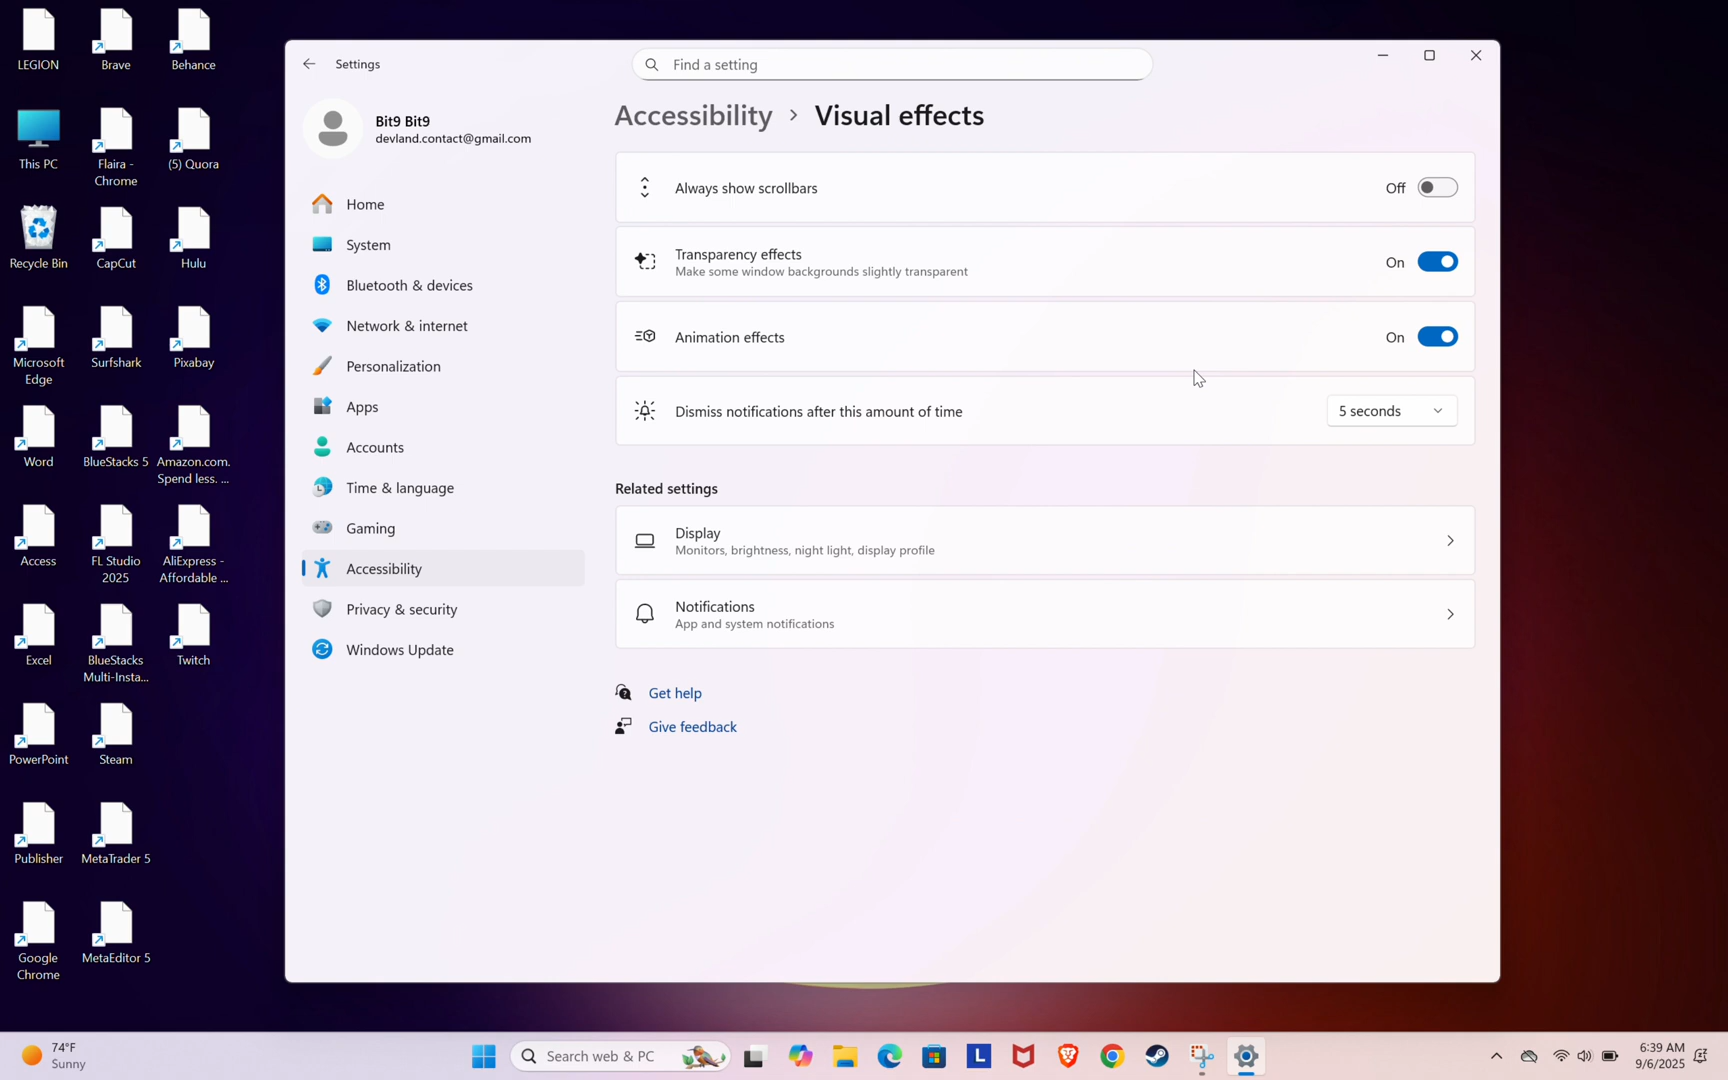 LEGION
Brave
Behance
This PC
Flaira -
Chrome
(5) Quora
Recycle Bin
CapCut
Hulu
Microsoft
Edge
Surfshark
Pixabay
Word
BlueStacks 5
Amazon.com.
Spend less. ...
Access
FL Studio
2025
AliExpress -
Affordable ...
Excel
BlueStacks
Multi-Insta...
Twitch
PowerPoint
Steam
Publisher
MetaTrader 5
Google
Chrome
MetaEditor 5
Settings
Find a setting
Bit9 Bit9
devland.contact@gmail.com
Home
System
Bluetooth & devices
Network & internet
Personalization
Apps
Accounts
Time & language
Gaming
Accessibility
Privacy & security
Windows Update
Accessibility > Visual effects
Always show scrollbars
Off
Transparency effects
Make some window backgrounds slightly transparent
On
Animation effects
On
Dismiss notifications after this amount of time
5 seconds
Related settings
Display
Monitors, brightness, night light, display profile
Notifications
App and system notifications
Get help
Give feedback
74°F
Sunny
Search web & PC
L
6:39 AM
9/6/2025